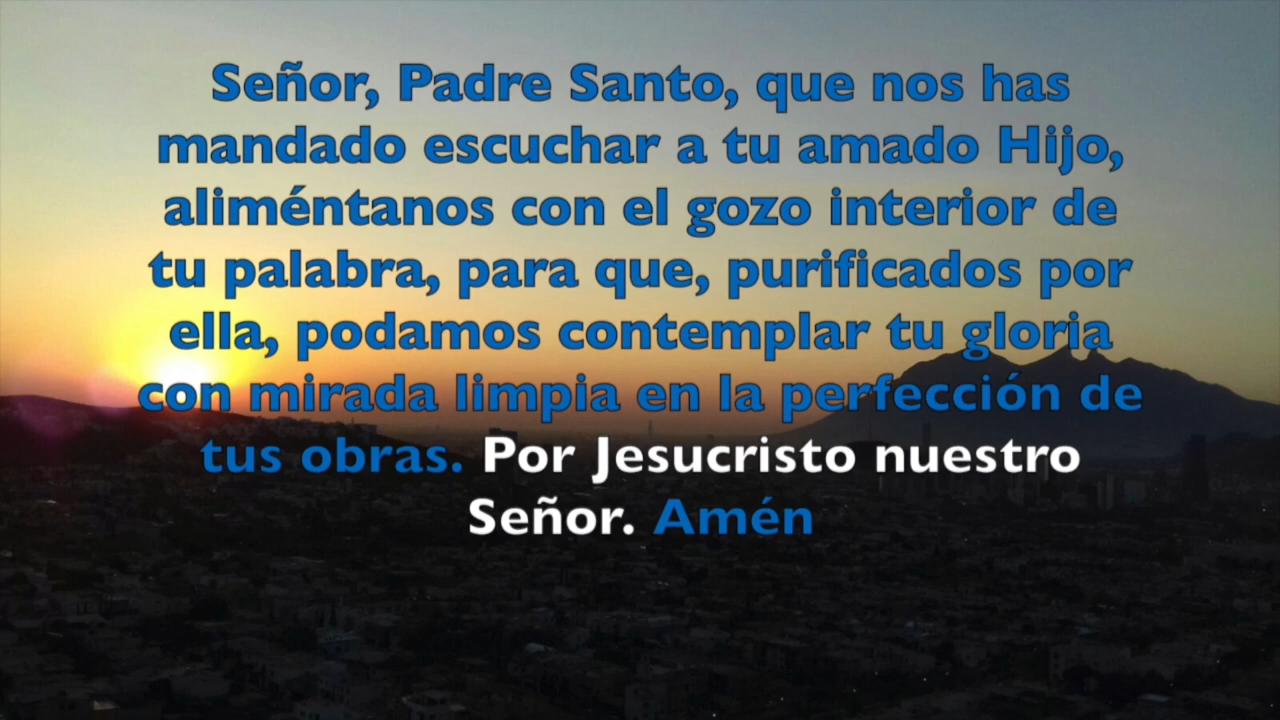 Señor, Padre Santo, que nos has
mandado escuchar a tu amado Hijo,
aliméntanos con el gozo interior de
tu palabra, para que, purificados por
ella, podamos contemplar tu gloria
con mirada limpia en la perfección de
tus obras. Por Jesucristo nuestro
Señor. Amén